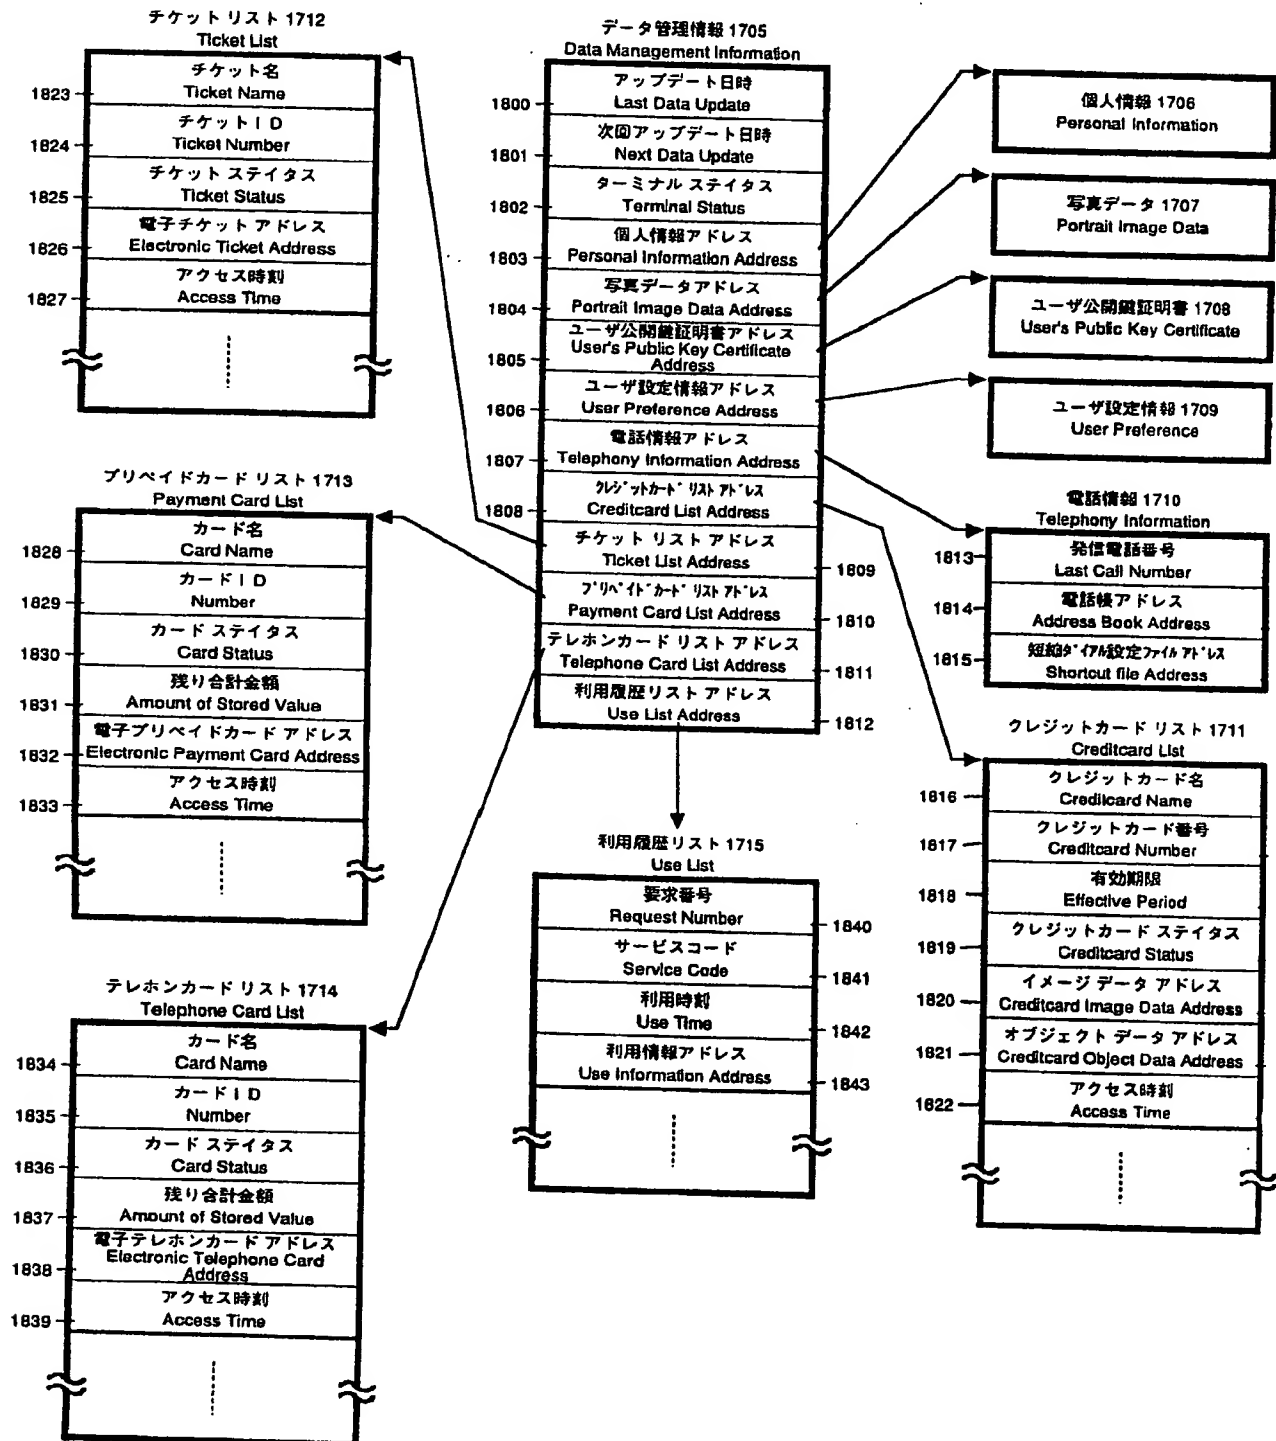 チケット リスト 1712
Ticket List
チケット名
Ticket Name
1823
チケットID
Ticket Number
1824
チケット ステイタス
Ticket Status
1825
電子チケット アドレス
Electronic Ticket Address
1826
アクセス時刻
Access Time
1827
プリペイドカード リスト 1713
Payment Card List
カード名
Card Name
1828
カードID
Number
1829
カード ステイタス
Card Status
1830
残り合計金額
Amount of Stored Value
1831
電子プリペイドカード アドレス
Electronic Payment Card Address
1832
アクセス時刻
Access Time
1833
テレホンカード リスト 1714
Telephone Card List
カード名
Card Name
1834
カードID
Number
1835
カード ステイタス
Card Status
1836
残り合計金額
Amount of Stored Value
1837
電子テレホンカード アドレス
Electronic Telephone Card
Address
1838
アクセス時刻
Access Time
1839
データ管理情報 1705
Data Management Information
アップデート日時
Last Data Update
1800
次回アップデート日時
Next Data Update
1801
ターミナル ステイタス
Terminal Status
1802
個人情報アドレス
Personal Information Address
1803
写真データアドレス
Portrait Image Data Address
1804
ユーザ公開鍵証明書アドレス
User's Public Key Certificate
Address
1805
ユーザ設定情報アドレス
User Preference Address
1806
電話情報アドレス
Telephony Information Address
1807
クレジットカード リスト アドレス
Creditcard List Address
1808
チケット リスト アドレス
Ticket List Address
1809
プリペイドカード リスト アドレス
Payment Card List Address
1810
テレホンカード リスト アドレス
Telephone Card List Address
1811
利用履歴リスト アドレス
Use List Address
1812
利用履歴リスト 1715
Use List
要求番号
Request Number
1840
サービスコード
Service Code
1841
利用時刻
Use Time
1842
利用情報アドレス
Use Information Address
1843
個人情報 1706
Personal Information
写真データ 1707
Portrait Image Data
ユーザ公開鍵証明書 1708
User's Public Key Certificate
ユーザ設定情報 1709
User Preference
電話情報 1710
Telephony Information
発信電話番号
Last Call Number
1813
電話帳アドレス
Address Book Address
1814
短縮ダイアル設定ファイル アドレス
Shortcut file Address
1815
クレジットカード リスト 1711
Creditcard List
クレジットカード名
Creditcard Name
1816
クレジットカード番号
Creditcard Number
1817
有効期限
Effective Period
1818
クレジットカード ステイタス
Creditcard Status
1819
イメージ データ アドレス
Creditcard Image Data Address
1820
オブジェクト データ アドレス
Creditcard Object Data Address
1821
アクセス時刻
Access Time
1822